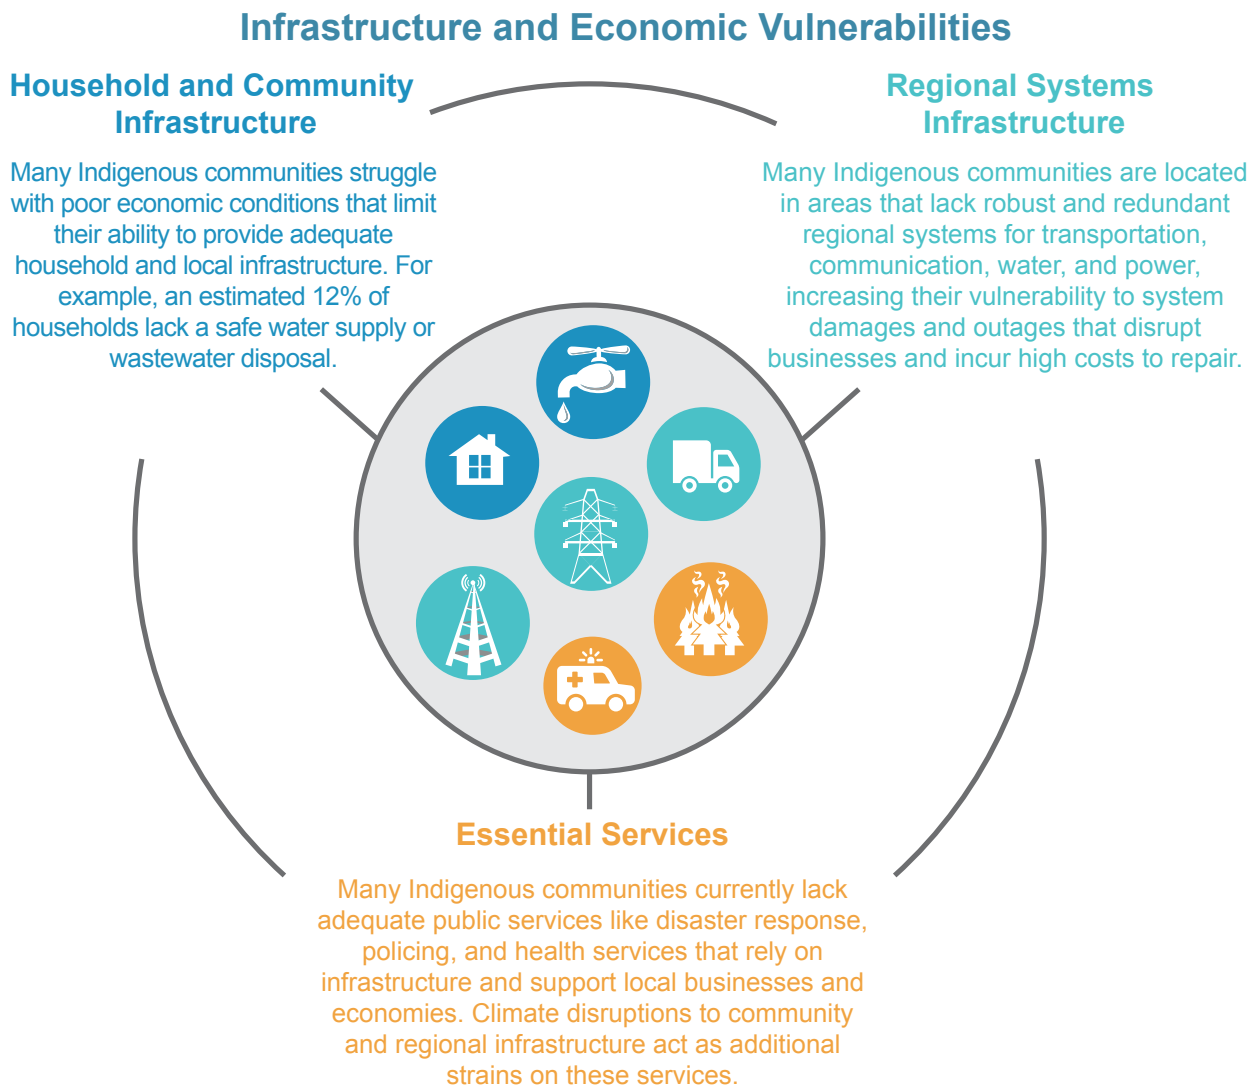 Infrastructure and Economic Vulnerabilities
Household and Community
Infrastructure
Many Indigenous communities struggle
with poor economic conditions that limit
their ability to provide adequate
household and local infrastructure. For
example, an estimated 12% of
households lack a safe water supply or
wastewater disposal.
Regional Systems
Infrastructure
Many Indigenous communities are located
in areas that lack robust and redundant
regional systems for transportation,
communication, water, and power,
increasing their vulnerability to system
damages and outages that disrupt
businesses and incur high costs to repair.
Essential Services
Many Indigenous communities currently lack
adequate public services like disaster response,
policing, and health services that rely on
infrastructure and support local businesses and
economies. Climate disruptions to community
and regional infrastructure act as additional
strains on these services.